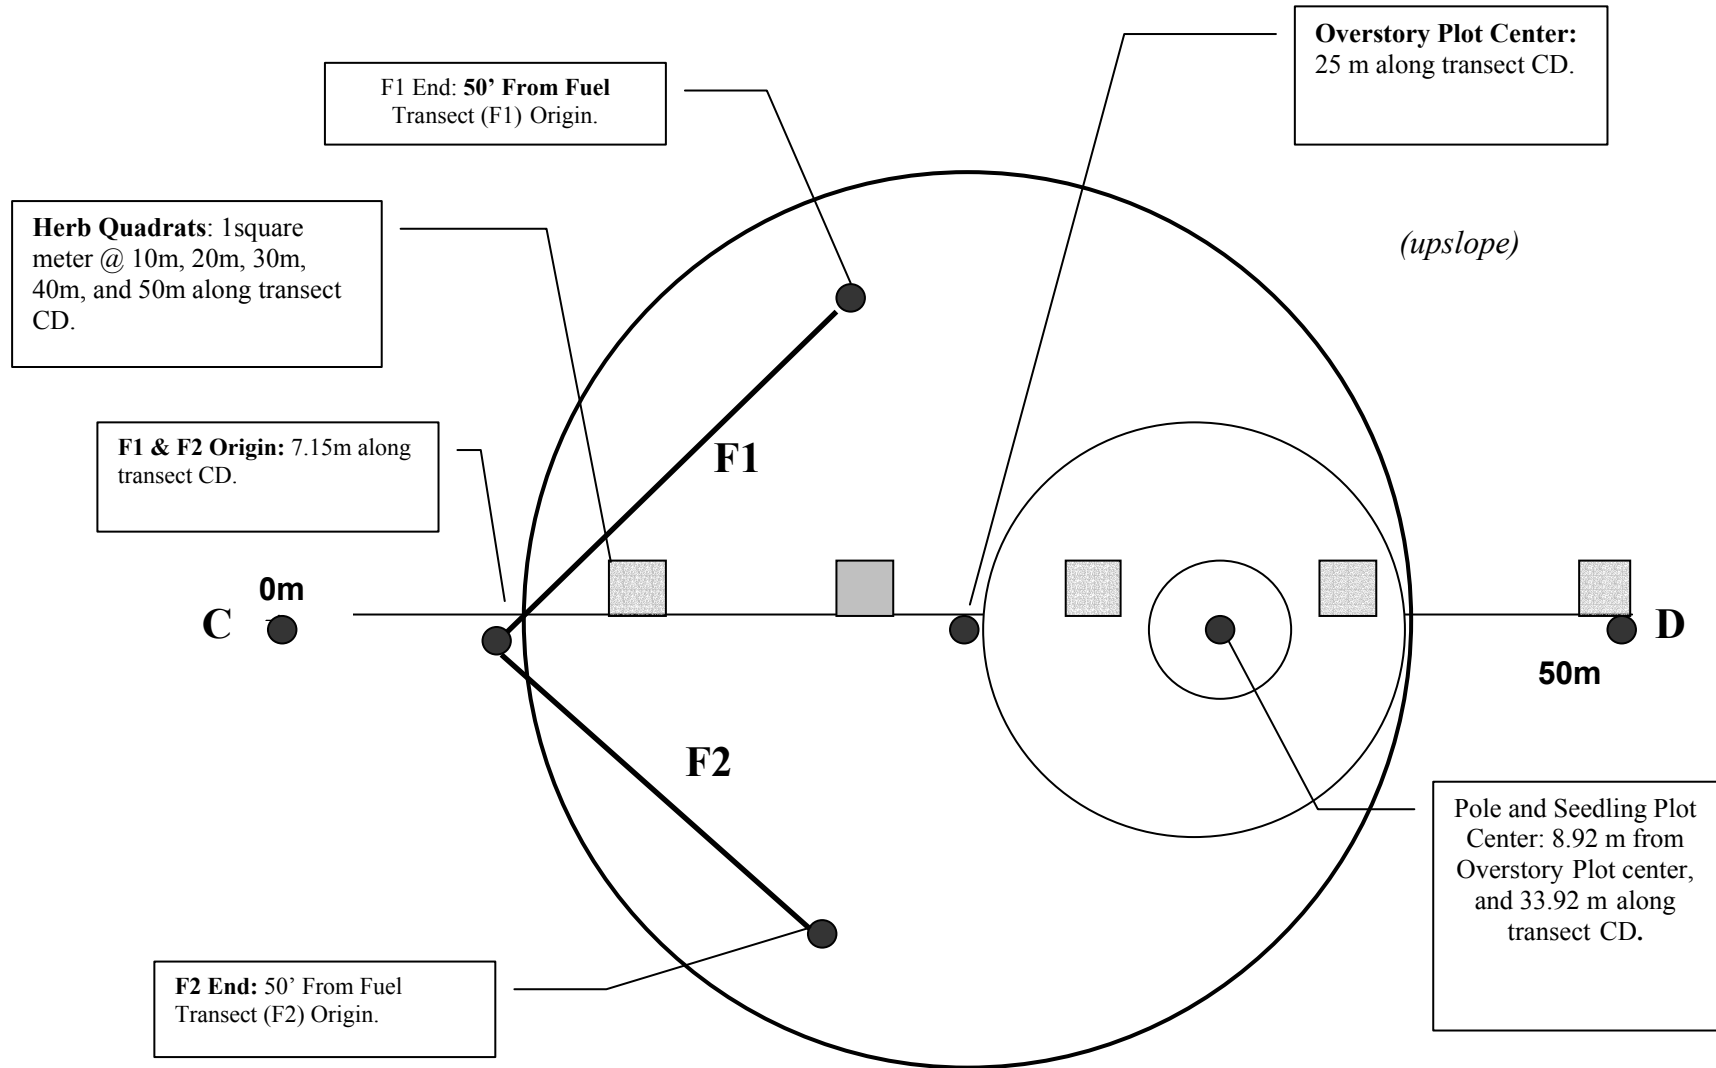 Overstory Plot Center:
25 m along transect CD.
F1 End: 50’ From Fuel
Transect (F1) Origin.
Herb Quadrats: 1square
meter @ 10m, 20m, 30m,
40m, and 50m along transect
CD.
(upslope)
F1 & F2 Origin: 7.15m along
transect CD.
F1
0m
C
D
50m
F2
Pole and Seedling Plot
Center: 8.92 m from
Overstory Plot center,
and 33.92 m along
transect CD.
F2 End: 50’ From Fuel
Transect (F2) Origin.